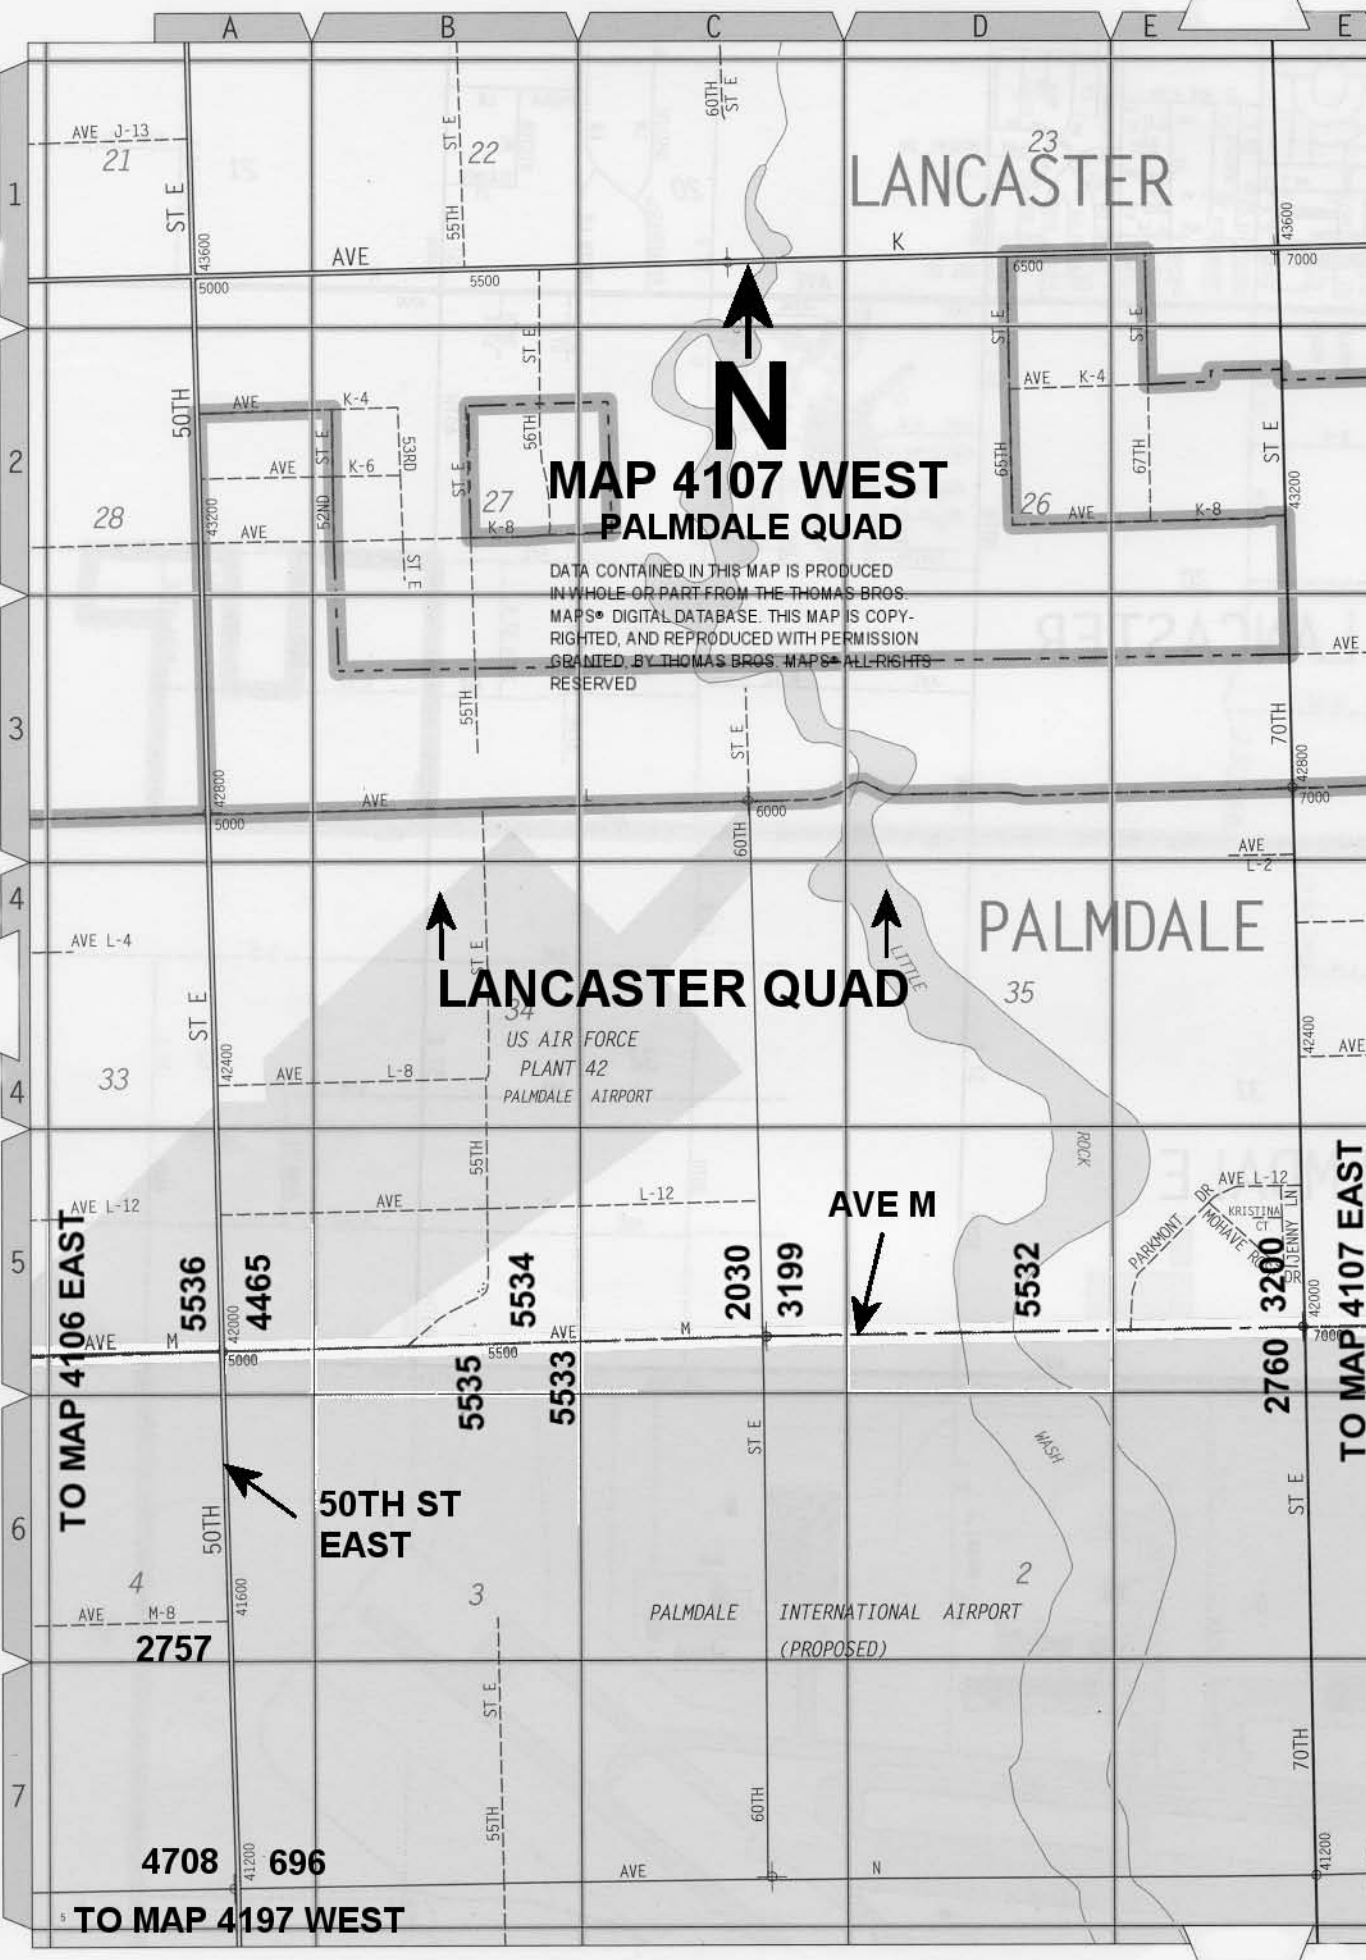 A B C D E E
1
2
3
4
4
5
6
7
60TH ST E
AVE J-13
21
55TH ST E
22
23
LANCASTER
ST E
43600
AVE K
43600
5000
5500
6500
7000
50TH
AVE K-4
53RD ST E
AVE K-6
52ND ST E
28
43200
AVE
ST E
27
K-8
56TH ST E
N
MAP 4107 WEST
PALMDALE QUAD
DATA CONTAINED IN THIS MAP IS PRODUCED
IN WHOLE OR PART FROM THE THOMAS BROS.
MAPS® DIGITAL DATABASE. THIS MAP IS COPY-
RIGHTED, AND REPRODUCED WITH PERMISSION
GRANTED, BY THOMAS BROS. MAPS® ALL RIGHTS
RESERVED
65TH ST E
AVE K-4
67TH ST E
26
AVE K-8
ST E
43200
AVE
55TH
ST E
70TH
42800
42800
AVE L
5000
6000
7000
60TH
AVE
L-2
PALMDALE
AVE L-4
ST E
LANCASTER QUAD
LITTLE
34
35
US AIR FORCE
PLANT 42
PALMDALE AIRPORT
ST E
42400
33
AVE L-8
42400
AVE
55TH
ROCK
AVE L-12
AVE L-12
AVE M
AVE L-12
PARKMONT DR
KRISTINA
CT
JENNY LN
MOHAVE
DR
TO MAP 4106 EAST
5536
4465
5534
2030
3199
5532
3200
TO MAP 4107 EAST
42000
42000
AVE M
AVE M
5000
5500
7000
5535
5533
2760
ST E
WASH
ST E
50TH ST
EAST
50TH
41600
4
3
2
AVE M-8
2757
PALMDALE INTERNATIONAL AIRPORT
(PROPOSED)
ST E
55TH
60TH
70TH
4708
41200
696
AVE N
41200
5
TO MAP 4197 WEST